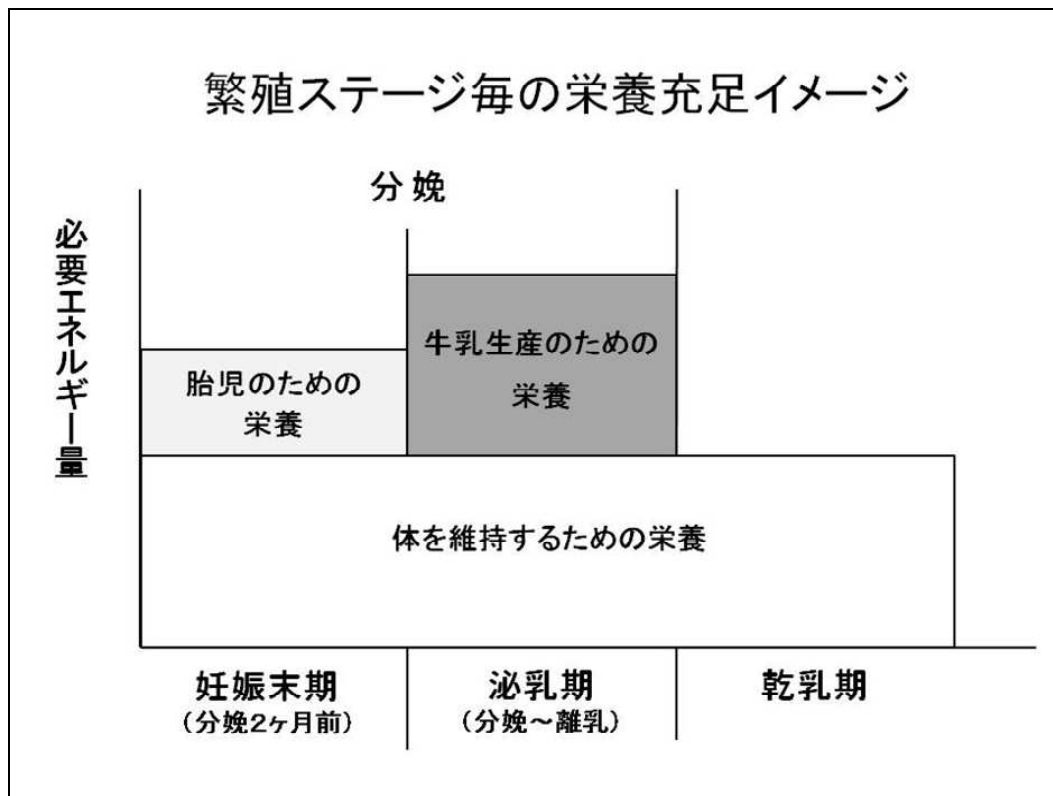 繁殖ステージ毎の栄養充足イメージ
分娩
必要エネルギー量
牛乳生産のための
栄養
胎児のための
栄養
体を維持するための栄養
妊娠末期
(分娩2ヶ月前)
泌乳期
(分娩～離乳)
乾乳期